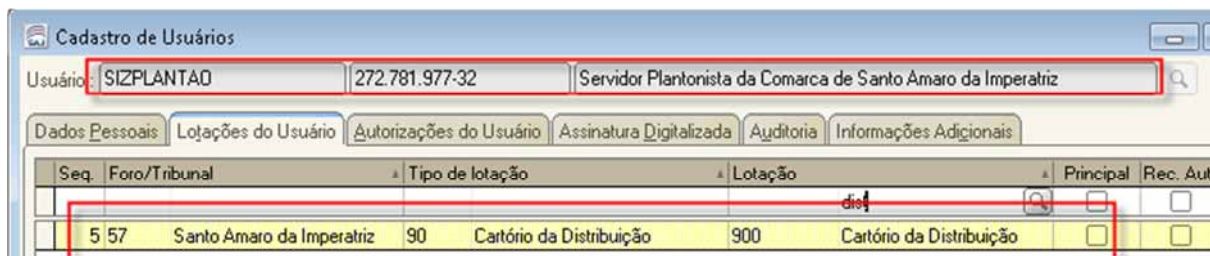 Cadastro de Usuários
Usuário: SIZPLANTAO 272.781.977-32 Servidor Plantonista da Comarca de Santo Amaro da Imperatriz
Dados Pessoais Lotações do Usuário Autorizações do Usuário Assinatura Digitalizada Auditoria Informações Adicionais
Seq. Foro/Tribunal Tipo de lotação Lotação Principal Rec. Aut
5 57 Santo Amaro da Imperatriz 90 Cartório da Distribuição 900 Cartório da Distribuição